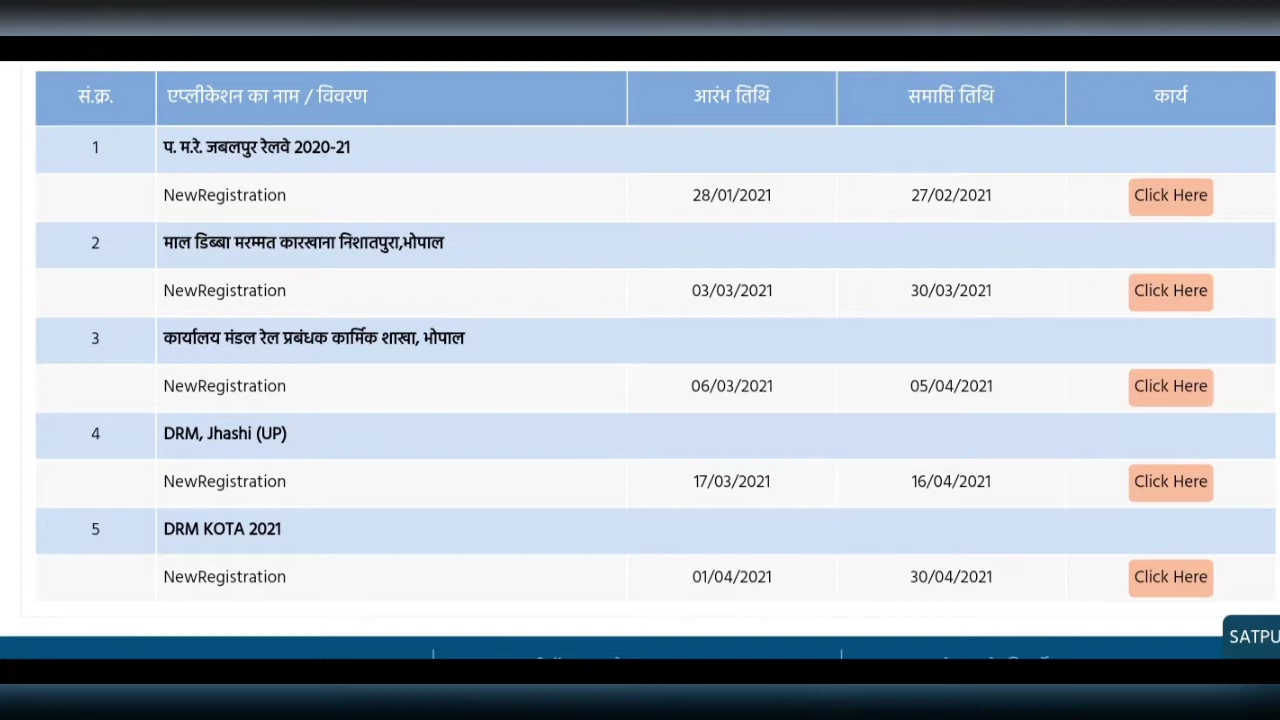 सं.क्र. एप्लीकेशन का नाम / विवरण आरंभ तिथि समाप्ति तिथि कार्य
1 प. म.रे. जबलपुर रेलवे 2020-21
NewRegistration 28/01/2021 27/02/2021 Click Here
2 माल डिब्बा मरम्मत कारखाना निशातपुरा,भोपाल
NewRegistration 03/03/2021 30/03/2021 Click Here
3 कार्यालय मंडल रेल प्रबंधक कार्मिक शाखा, भोपाल
NewRegistration 06/03/2021 05/04/2021 Click Here
4 DRM, Jhashi (UP)
NewRegistration 17/03/2021 16/04/2021 Click Here
5 DRM KOTA 2021
NewRegistration 01/04/2021 30/04/2021 Click Here
SATPU